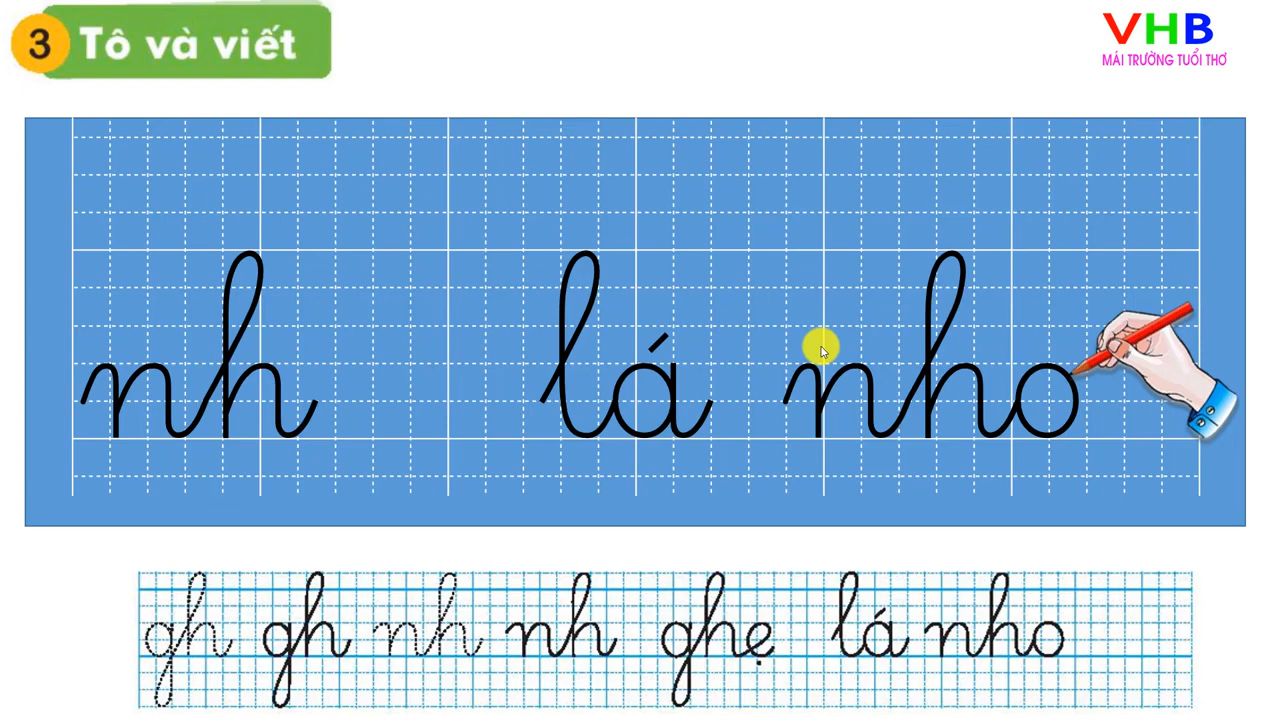 3 Tô và viết
VHB
MÁI TRƯỜNG TUỔI THƠ
nh lá nho
gh gh nh nh ghẹ lá nho